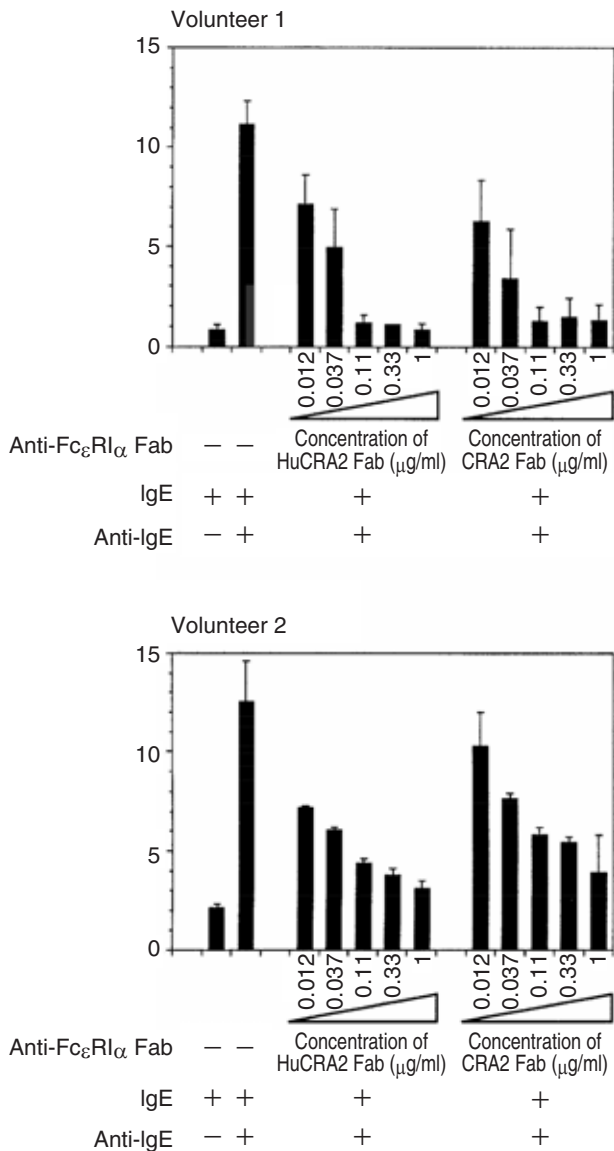 Volunteer 1
15
10
5
0
0.012 0.037 0.11 0.33 1 0.012 0.037 0.11 0.33 1
Anti-FcεRIα Fab − − Concentration of HuCRA2 Fab (μg/ml) Concentration of CRA2 Fab (μg/ml)
IgE + + + +
Anti-IgE − + + +
Volunteer 2
15
10
5
0
0.012 0.037 0.11 0.33 1 0.012 0.037 0.11 0.33 1
Anti-FcεRIα Fab − − Concentration of HuCRA2 Fab (μg/ml) Concentration of CRA2 Fab (μg/ml)
IgE + + + +
Anti-IgE − + + +